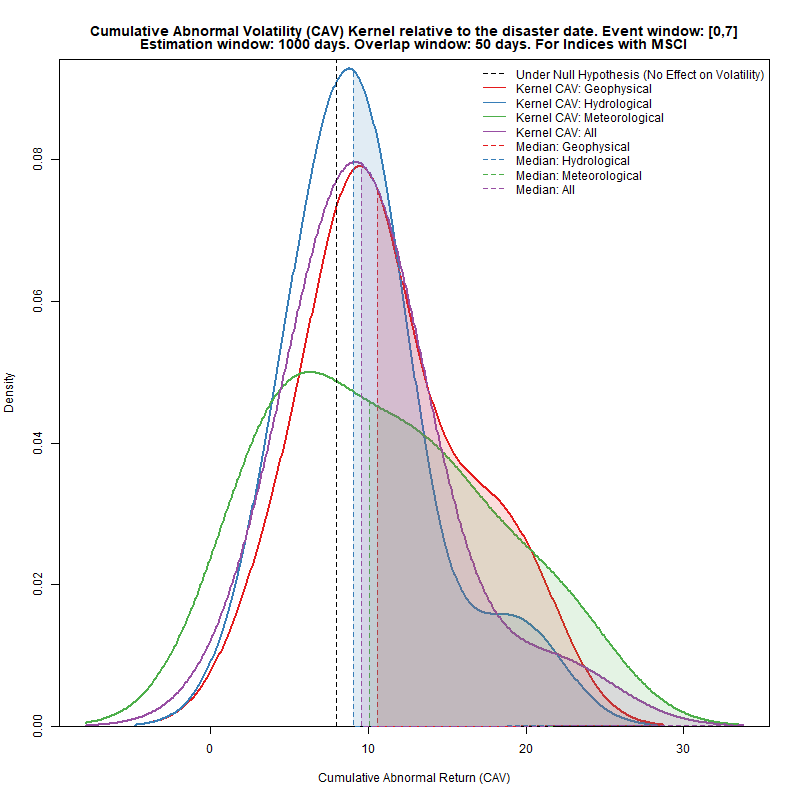 Cumulative Abnormal Volatility (CAV) Kernel relative to the disaster date. Event window: [0,7]
Estimation window: 1000 days. Overlap window: 50 days. For Indices with MSCI
Under Null Hypothesis (No Effect on Volatility)
Kernel CAV: Geophysical
Kernel CAV: Hydrological
Kernel CAV: Meteorological
Kernel CAV: All
Median: Geophysical
Median: Hydrological
Median: Meteorological
Median: All
Density
0.08
0.06
0.04
0.02
0.00
0 10 20 30
Cumulative Abnormal Return (CAV)